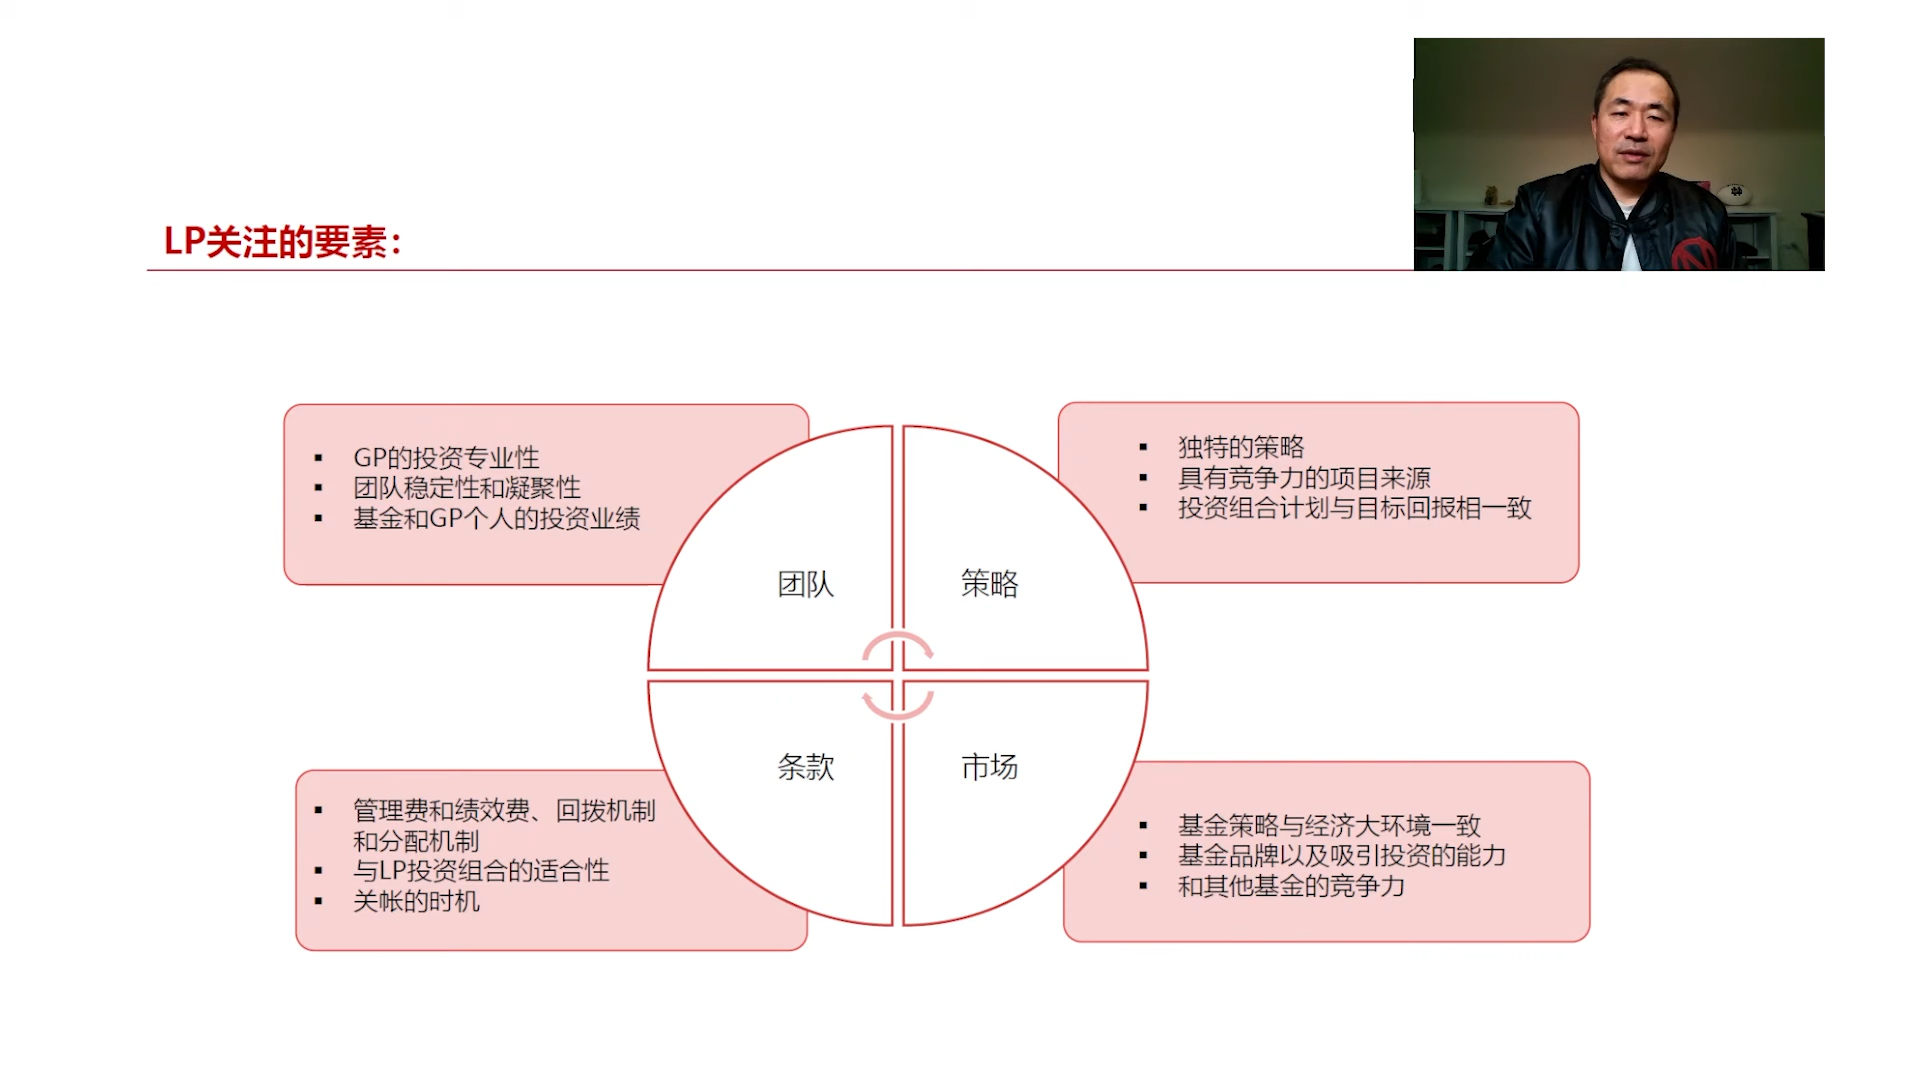 LP关注的要素：
GP的投资专业性
团队稳定性和凝聚性
基金和GP个人的投资业绩
独特的策略
具有竞争力的项目来源
投资组合计划与目标回报相一致
团队
策略
条款
市场
管理费和绩效费、回拨机制
和分配机制
与LP投资组合的适合性
关帐的时机
基金策略与经济大环境一致
基金品牌以及吸引投资的能力
和其他基金的竞争力